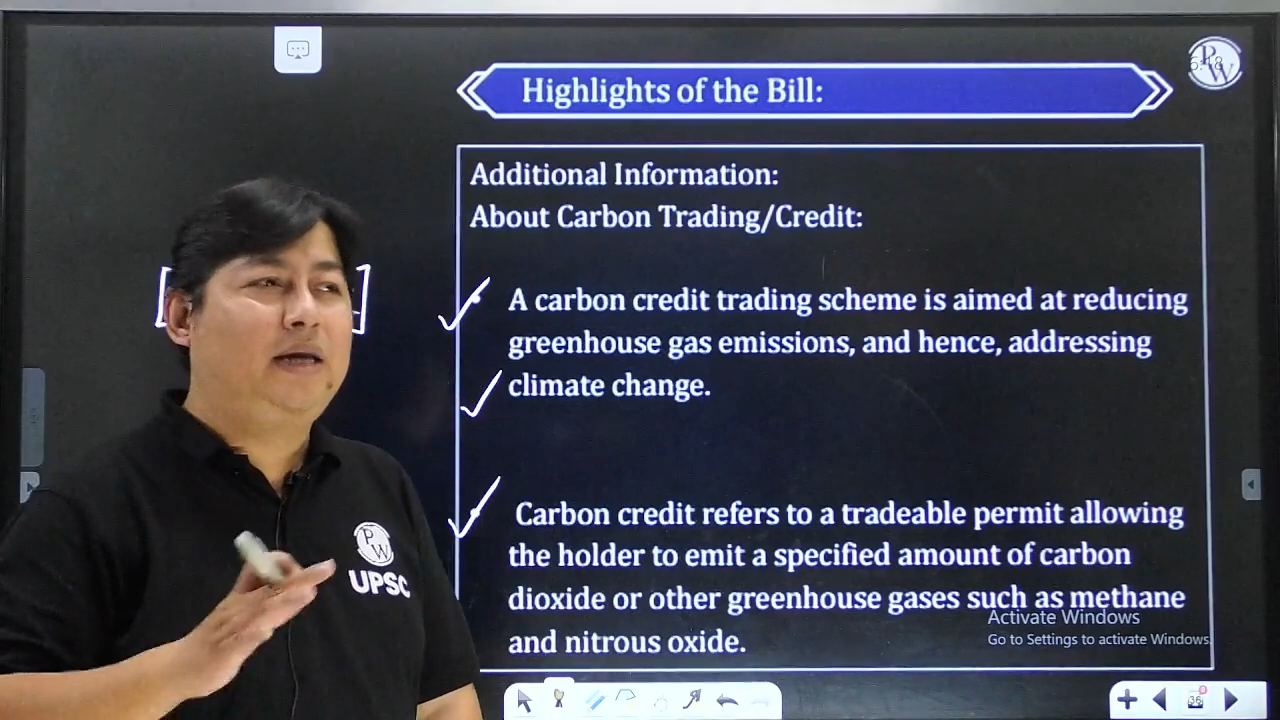 Highlights of the Bill:
PW
Additional Information:
About Carbon Trading/Credit:
A carbon credit trading scheme is aimed at reducing
greenhouse gas emissions, and hence, addressing
climate change.
Carbon credit refers to a tradeable permit allowing
the holder to emit a specified amount of carbon
dioxide or other greenhouse gases such as methane
and nitrous oxide.
PW
UPSC
Activate Windows
Go to Settings to activate Windows.
36